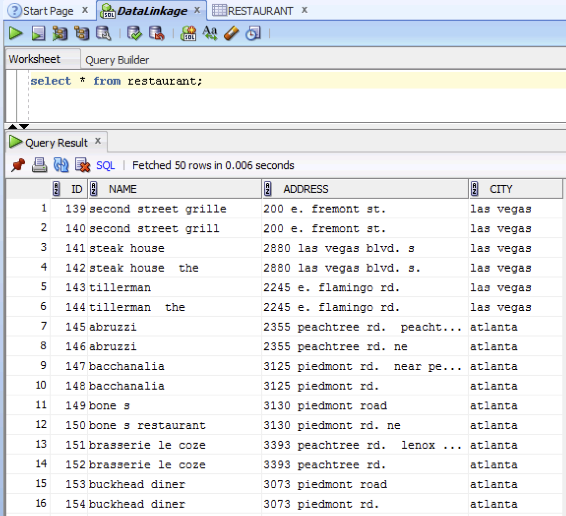 Start Page x DataLinkage x RESTAURANT x
Worksheet Query Builder
select * from restaurant;
Query Result x
SQL | Fetched 50 rows in 0.006 seconds
ID NAME ADDRESS CITY
1 139 second street grille 200 e. fremont st. las vegas
2 140 second street grill 200 e. fremont st. las vegas
3 141 steak house 2880 las vegas blvd. s las vegas
4 142 steak house the 2880 las vegas blvd. s. las vegas
5 143 tillerman 2245 e. flamingo rd. las vegas
6 144 tillerman the 2245 e. flamingo rd. las vegas
7 145 abruzzi 2355 peachtree rd. peacht... atlanta
8 146 abruzzi 2355 peachtree rd. ne atlanta
9 147 bacchanalia 3125 piedmont rd. near pe... atlanta
10 148 bacchanalia 3125 piedmont rd. atlanta
11 149 bone s 3130 piedmont road atlanta
12 150 bone s restaurant 3130 piedmont rd. ne atlanta
13 151 brasserie le coze 3393 peachtree rd. lenox ... atlanta
14 152 brasserie le coze 3393 peachtree rd. atlanta
15 153 buckhead diner 3073 piedmont road atlanta
16 154 buckhead diner 3073 piedmont rd. atlanta